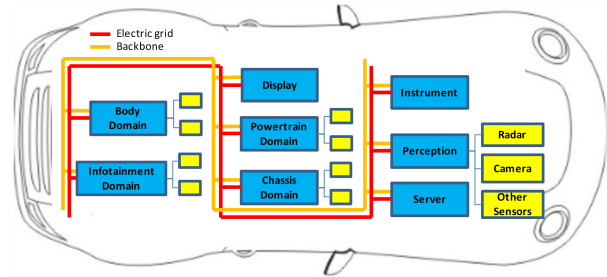 Electric grid
Backbone
Body
Domain
Infotainment
Domain
Display
Powertrain
Domain
Chassis
Domain
Instrument
Perception
Server
Radar
Camera
Other
Sensors